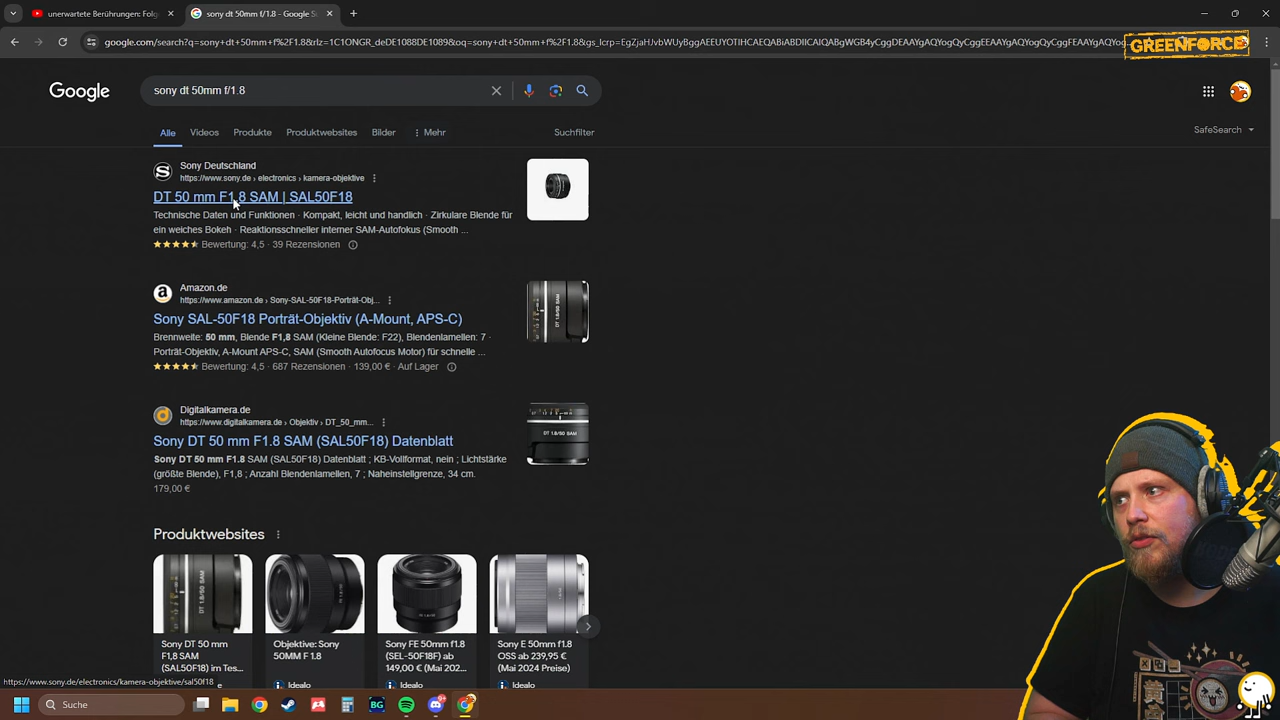 unerwartete Berührungen: Folg
sony dt 50mm f/1.8 - Google S
google.com/search?q=sony+dt+50mm+f%2F1.8&rlz=1C1ONGR_deDE1088DE1089&
GREENFORCE
Google
sony dt 50mm f/1.8
Alle
Videos
Produkte
Produktwebsites
Bilder
Mehr
Suchfilter
SafeSearch
Sony Deutschland
https://www.sony.de › electronics › kamera-objektive
DT 50 mm F1,8 SAM | SAL50F18
Technische Daten und Funktionen · Kompakt, leicht und handlich · Zirkulare Blende für
ein weiches Bokeh · Reaktionsschneller interner SAM-Autofokus (Smooth ...
Bewertung: 4,5 · 39 Rezensionen
Amazon.de
https://www.amazon.de › Sony-SAL-50F18-Porträt-Obj...
Sony SAL-50F18 Porträt-Objektiv (A-Mount, APS-C)
Brennweite: 50 mm, Blende F1,8 SAM (Kleine Blende: F22), Blendenlamellen: 7 ·
Porträt-Objektiv, A-Mount APS-C, SAM (Smooth Autofocus Motor) für schnelle ...
Bewertung: 4,5 · 687 Rezensionen · 139,00 € · Auf Lager
Digitalkamera.de
https://www.digitalkamera.de › Objektiv › DT_50_mm...
Sony DT 50 mm F1.8 SAM (SAL50F18) Datenblatt
Sony DT 50 mm F1.8 SAM (SAL50F18) Datenblatt ; KB-Vollformat, nein ; Lichtstärke
(größte Blende), F1,8 ; Anzahl Blendenlamellen, 7 ; Naheinstellgrenze, 34 cm.
179,00 €
DT 1.8/50 SAM
Produktwebsites
Sony DT 50 mm
F1,8 SAM
(SAL50F18) im Tes...
Objektive: Sony
50MM F 1.8
Idealo
Sony FE 50mm f1.8
(SEL-50F18F) ab
149,00 € (Mai 202...
Idealo
Sony E 50mm f1.8
OSS ab 239,95 €
(Mai 2024 Preise)
Idealo
https://www.sony.de/electronics/kamera-objektive/sal50f18
Suche